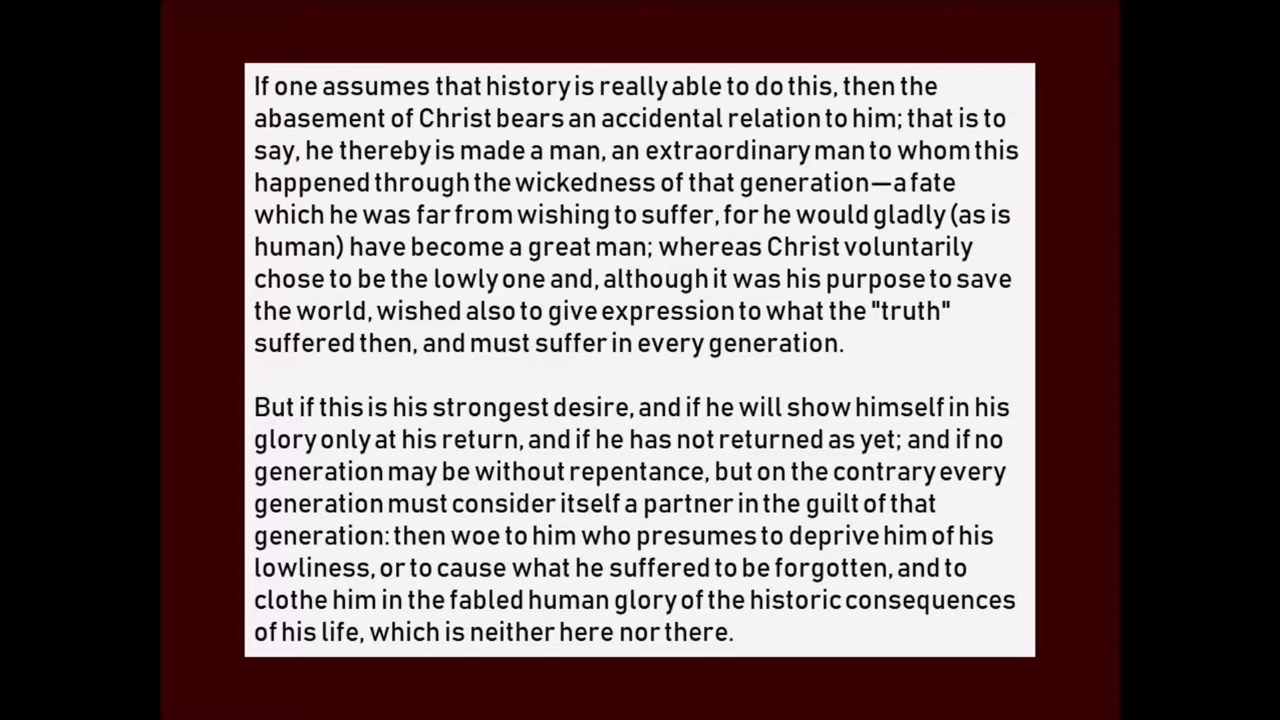 If one assumes that history is really able to do this, then the
abasement of Christ bears an accidental relation to him; that is to
say, he thereby is made a man, an extraordinary man to whom this
happened through the wickedness of that generation—a fate
which he was far from wishing to suffer, for he would gladly (as is
human) have become a great man; whereas Christ voluntarily
chose to be the lowly one and, although it was his purpose to save
the world, wished also to give expression to what the "truth"
suffered then, and must suffer in every generation.
But if this is his strongest desire, and if he will show himself in his
glory only at his return, and if he has not returned as yet; and if no
generation may be without repentance, but on the contrary every
generation must consider itself a partner in the guilt of that
generation: then woe to him who presumes to deprive him of his
lowliness, or to cause what he suffered to be forgotten, and to
clothe him in the fabled human glory of the historic consequences
of his life, which is neither here nor there.